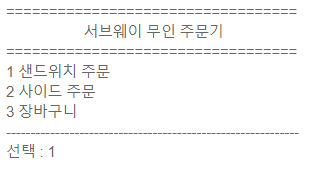 ==================================
서브웨이 무인 주문기
==================================
1 샌드위치 주문
2 사이드 주문
3 장바구니
------------------------------------------------------------
선택 : 1